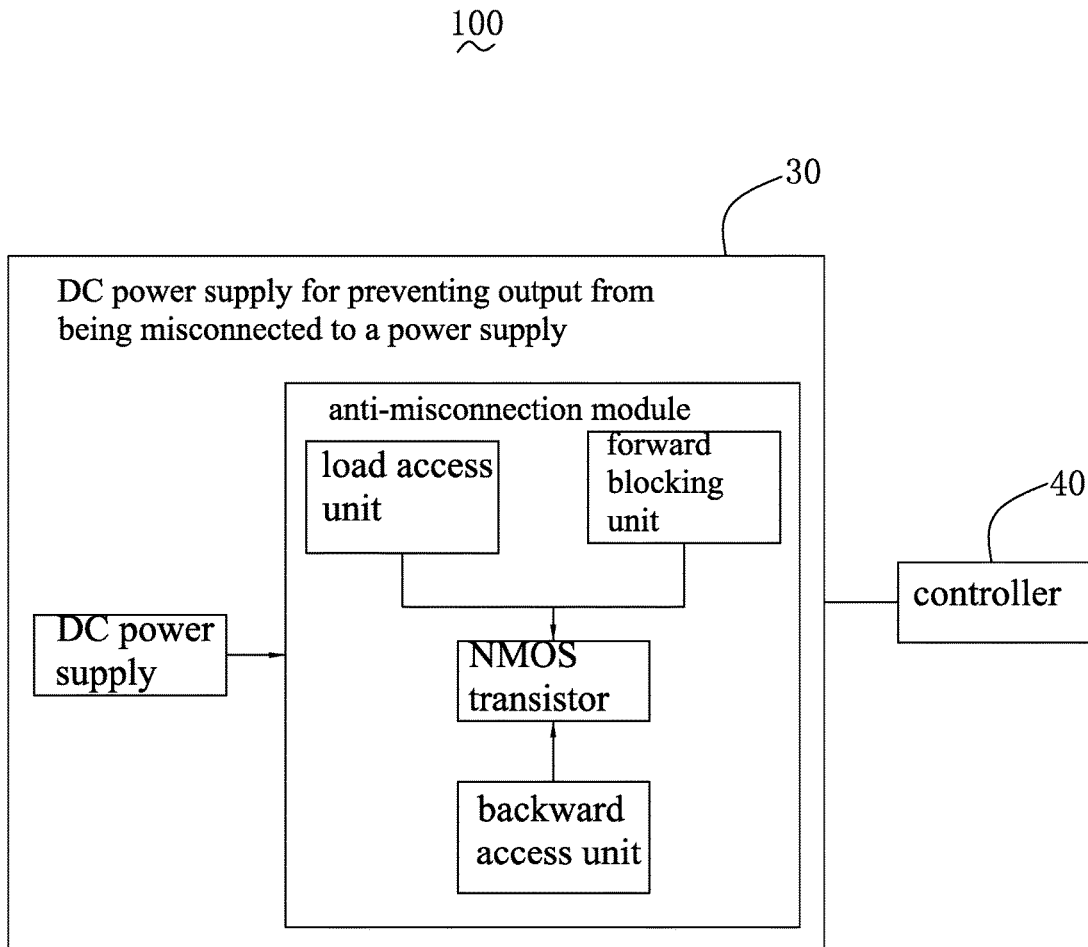 100
30
DC power supply for preventing output from
being misconnected to a power supply
anti-misconnection module
load access
unit
forward
blocking
unit
40
controller
DC power
supply
NMOS
transistor
backward
access unit